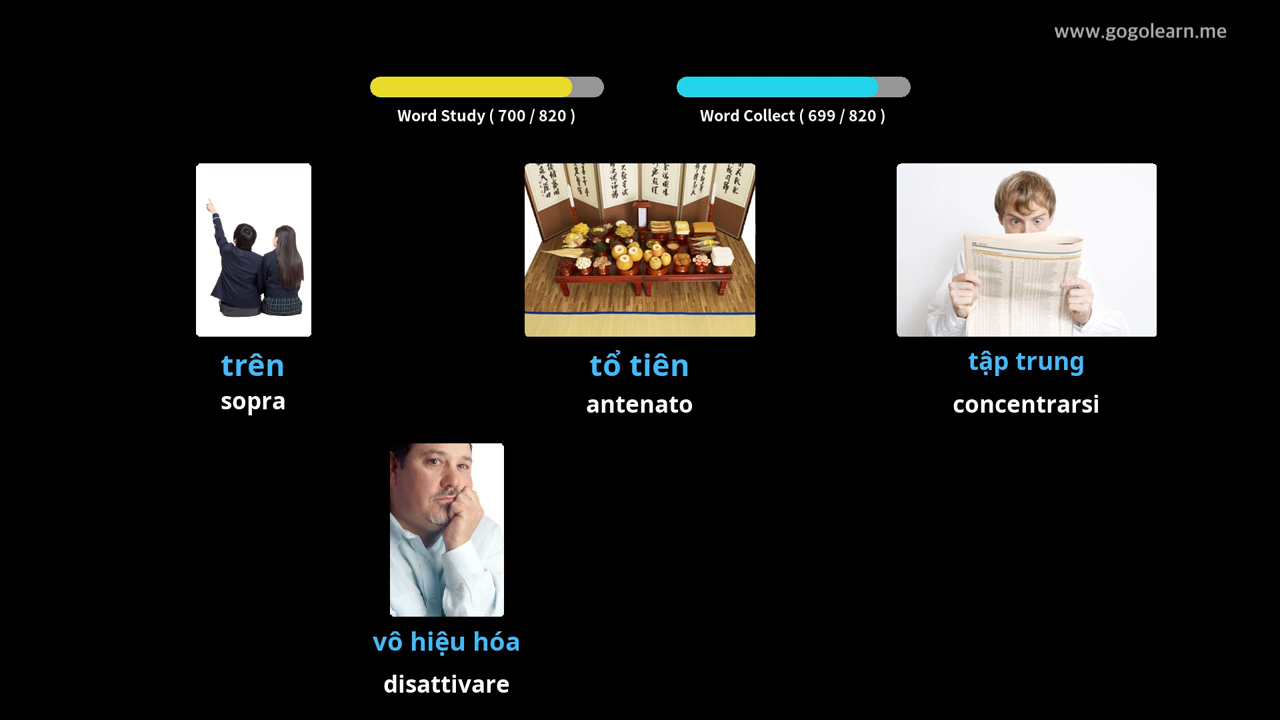 www.gogolearn.me
Word Study ( 700 / 820 )
Word Collect ( 699 / 820 )
trên
sopra
tổ tiên
antenato
tập trung
concentrarsi
vô hiệu hóa
disattivare